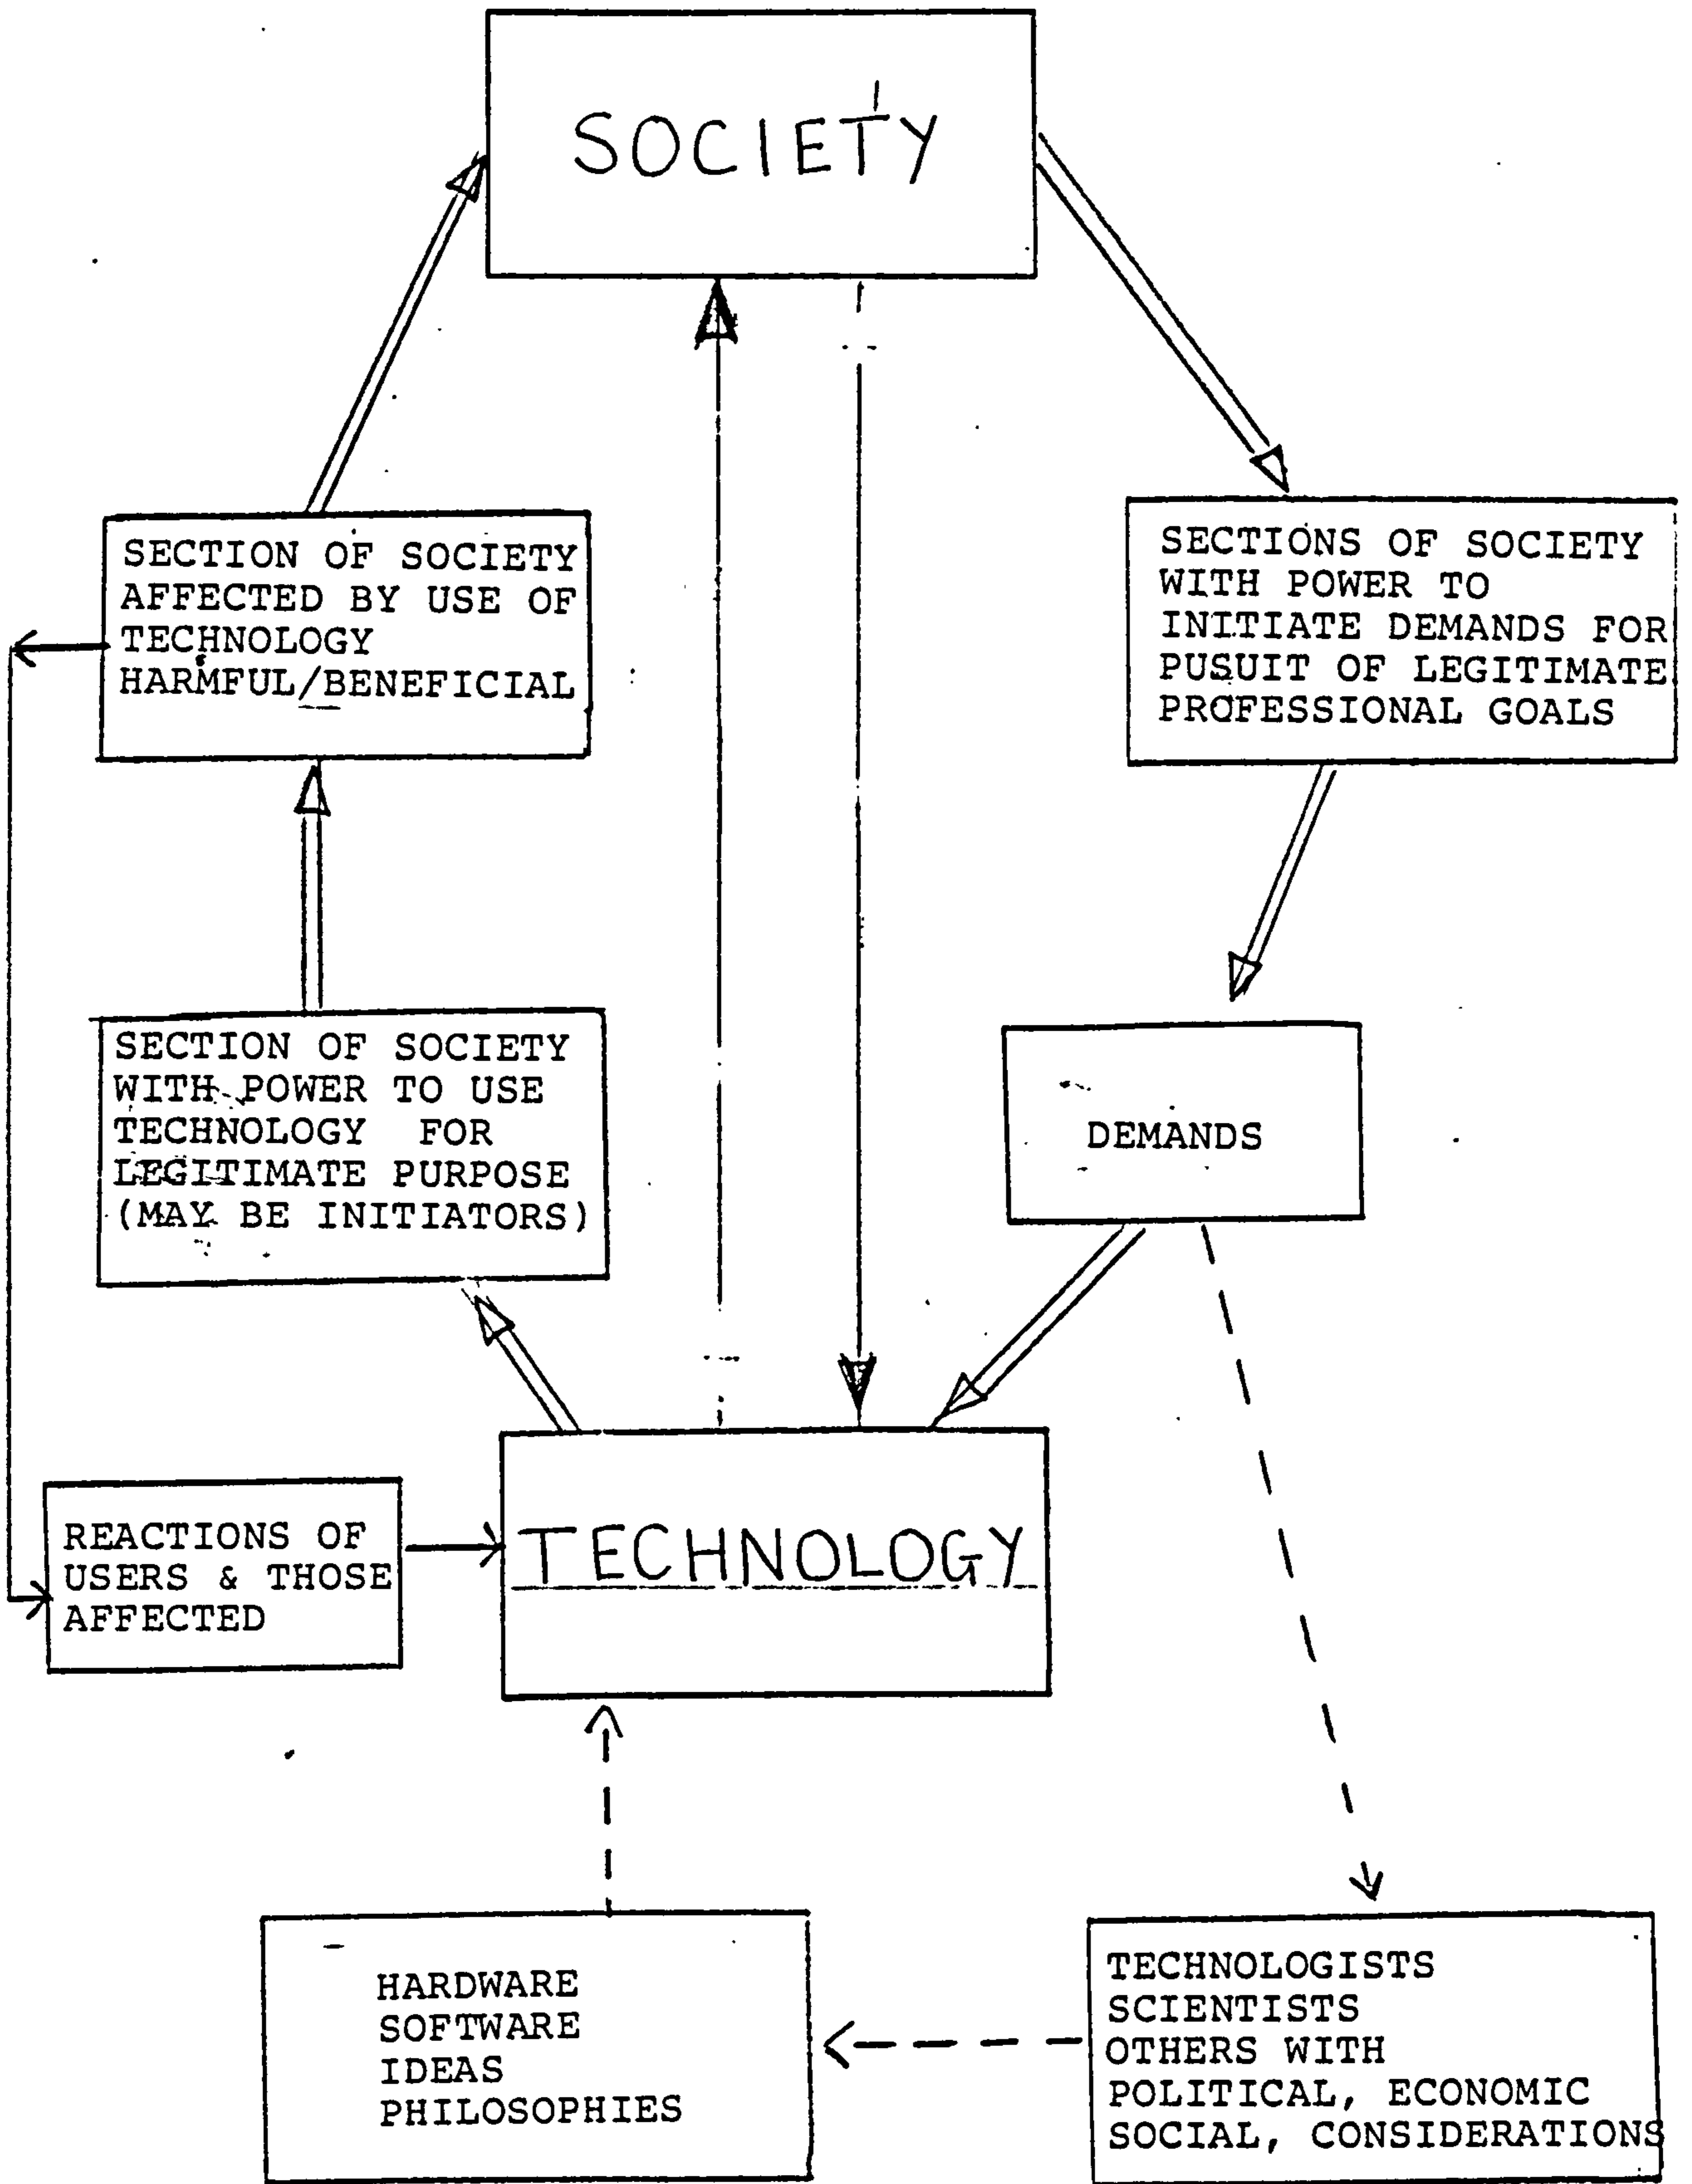 SOCIETY
SECTION OF SOCIETY
AFFECTED BY USE OF
TECHNOLOGY
HARMFUL/BENEFICIAL
SECTIONS OF SOCIETY
WITH POWER TO
INITIATE DEMANDS FOR
PUSUIT OF LEGITIMATE
PROFESSIONAL GOALS
SECTION OF SOCIETY
WITH POWER TO USE
TECHNOLOGY FOR
LEGITIMATE PURPOSE
(MAY BE INITIATORS)
DEMANDS
REACTIONS OF
USERS & THOSE
AFFECTED
TECHNOLOGY
HARDWARE
SOFTWARE
IDEAS
PHILOSOPHIES
TECHNOLOGISTS
SCIENTISTS
OTHERS WITH
POLITICAL, ECONOMIC
SOCIAL, CONSIDERATIONS